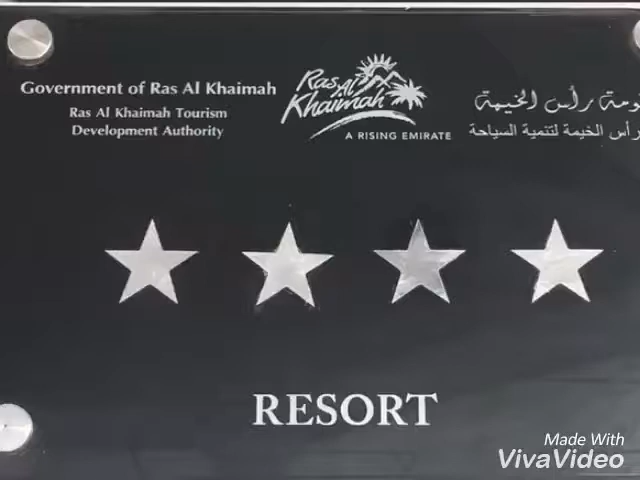 Government of Ras Al Khaimah
Ras Al Khaimah Tourism
Development Authority
Ras Al
Khaimah
A RISING EMIRATE
رأس الخيمة
رأس الخيمة لتنمية السياحة
RESORT
Made With
VivaVideo